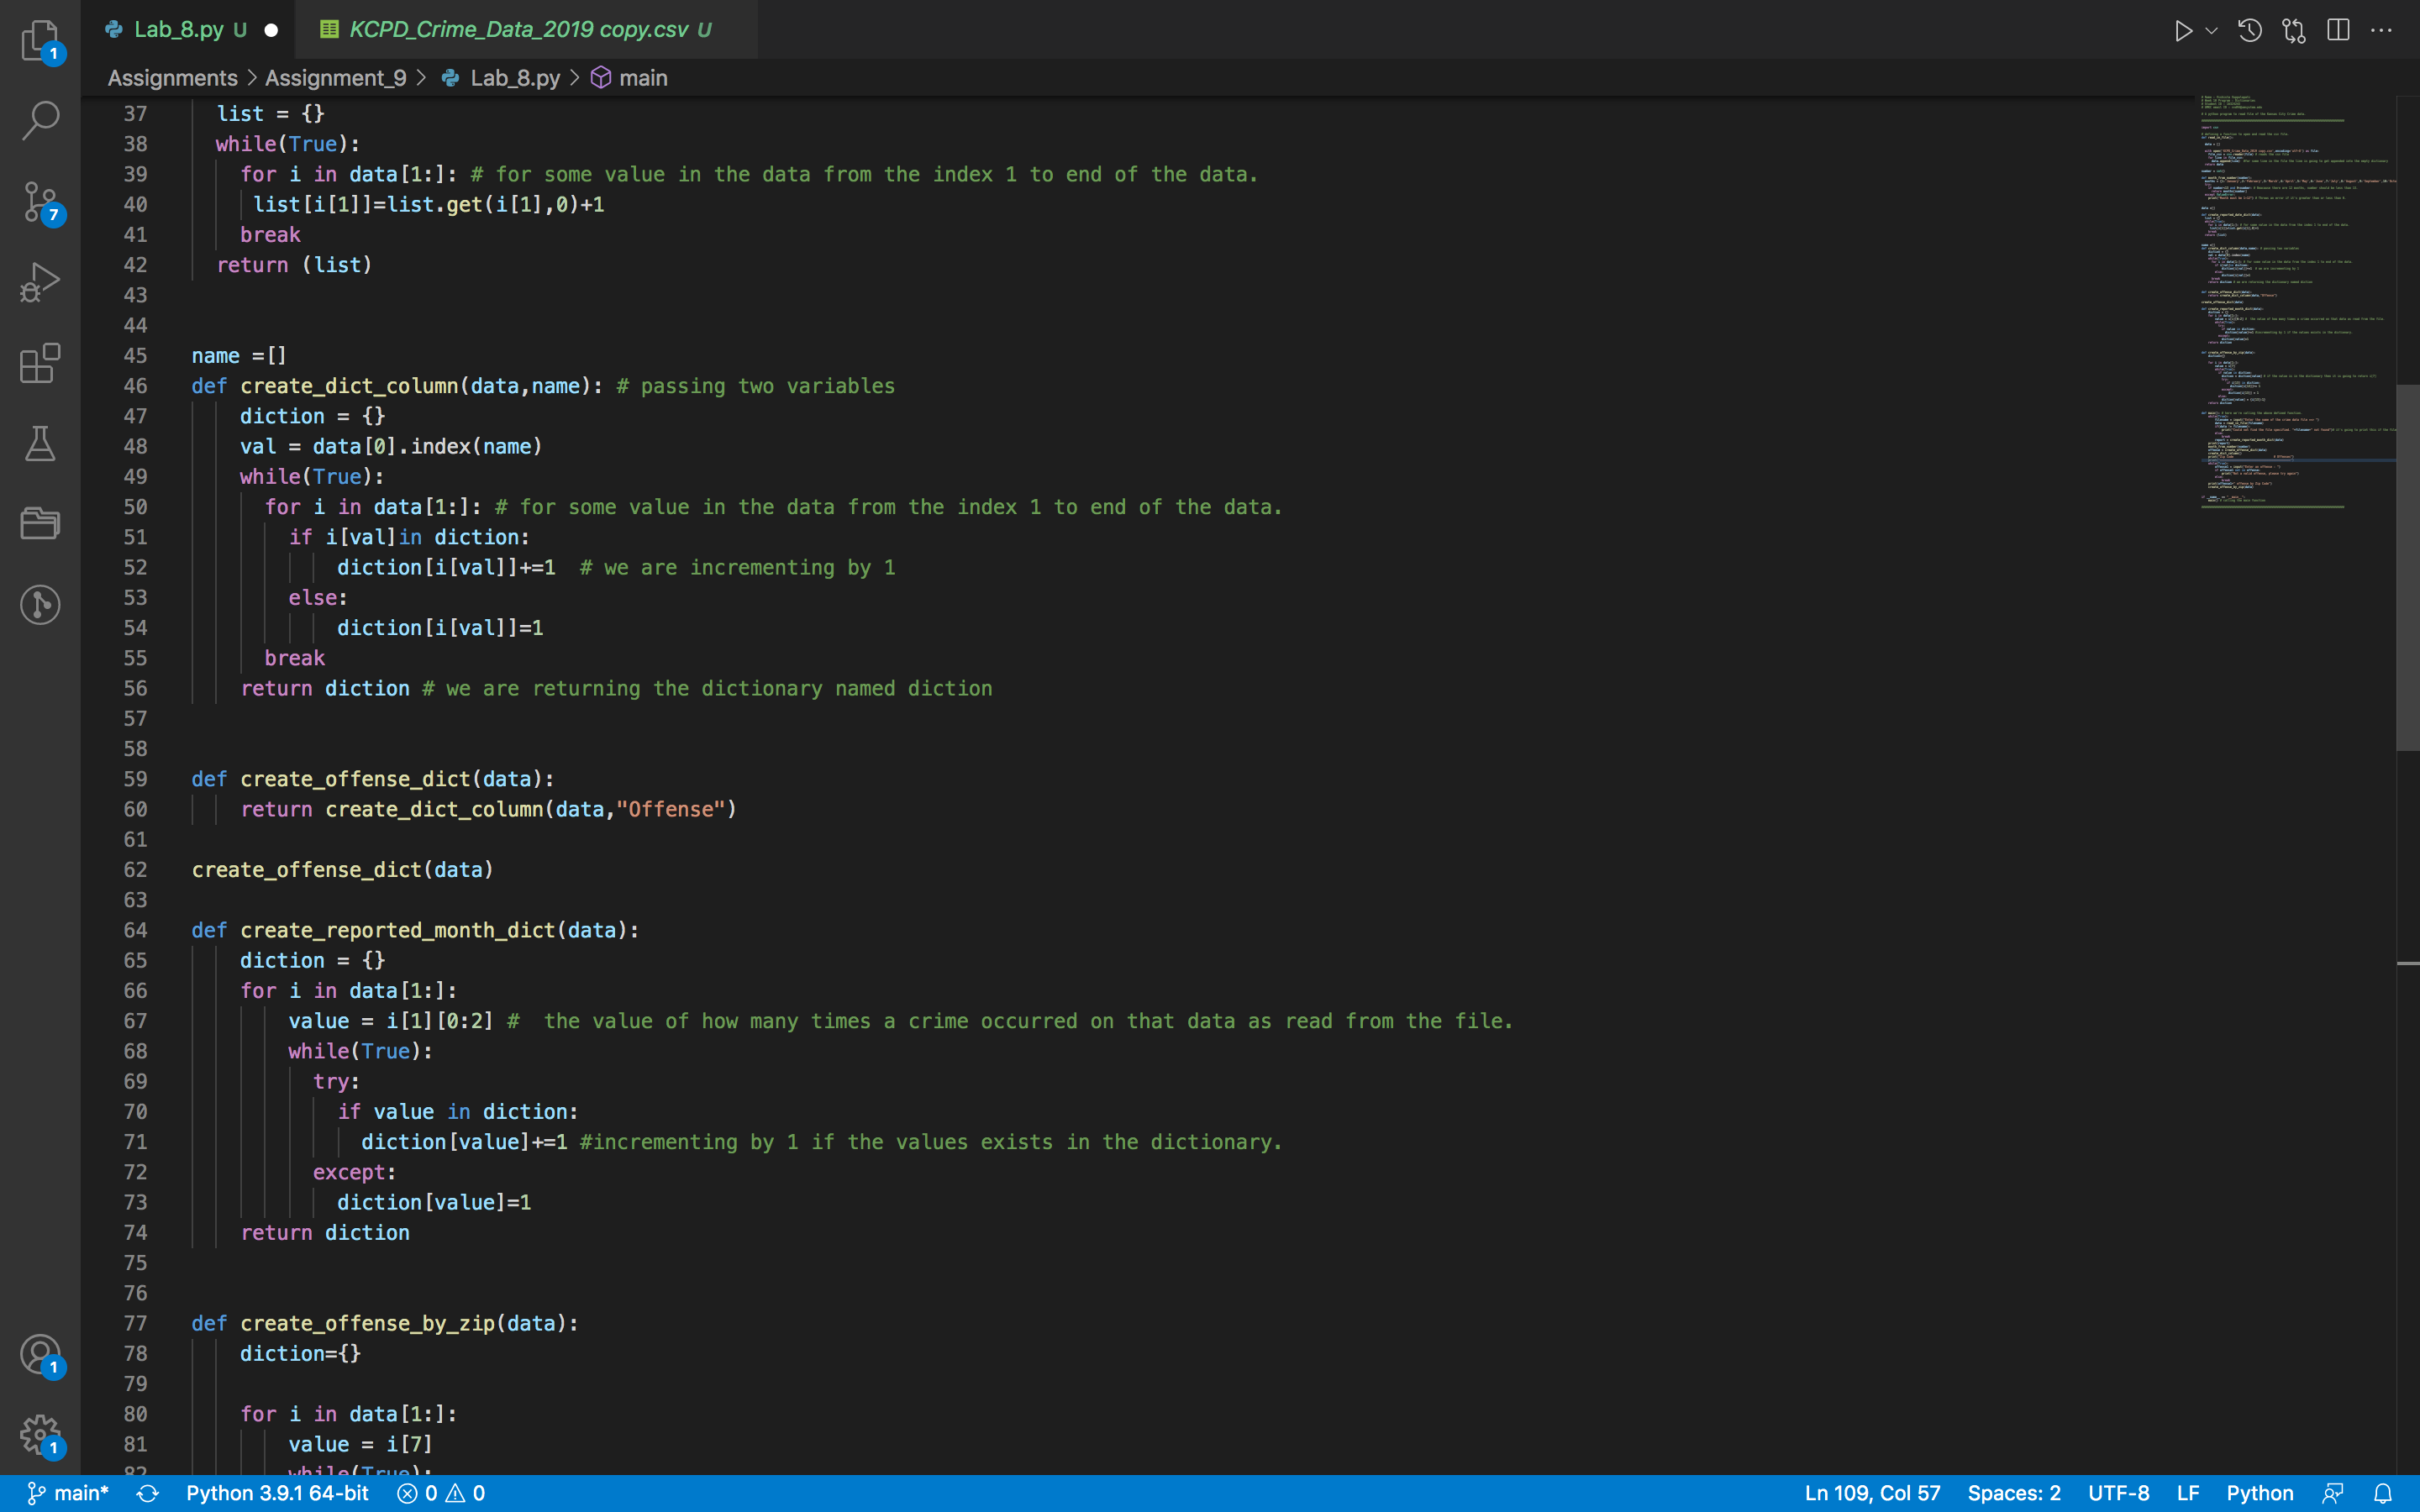 Lab_8.py U
KCPD_Crime_Data_2019 copy.csv U
Assignments > Assignment_9 > Lab_8.py > main
37 list = {}
38 while(True):
39 for i in data[1:]: # for some value in the data from the index 1 to end of the data.
40 list[i[1]]=list.get(i[1],0)+1
41 break
42 return (list)
43
44
45 name =[]
46 def create_dict_column(data,name): # passing two variables
47 diction = {}
48 val = data[0].index(name)
49 while(True):
50 for i in data[1:]: # for some value in the data from the index 1 to end of the data.
51 if i[val]in diction:
52 diction[i[val]]+=1  # we are incrementing by 1
53 else:
54 diction[i[val]]=1
55 break
56 return diction # we are returning the dictionary named diction
57
58
59 def create_offense_dict(data):
60 return create_dict_column(data,"Offense")
61
62 create_offense_dict(data)
63
64 def create_reported_month_dict(data):
65 diction = {}
66 for i in data[1:]:
67 value = i[1][0:2] #  the value of how many times a crime occurred on that data as read from the file.
68 while(True):
69 try:
70 if value in diction:
71 diction[value]+=1 #incrementing by 1 if the values exists in the dictionary.
72 except:
73 diction[value]=1
74 return diction
75
76
77 def create_offense_by_zip(data):
78 diction={}
79
80 for i in data[1:]:
81 value = i[7]
82 while(True):
1
7
1
1
main* Python 3.9.1 64-bit 0 0 Ln 109, Col 57 Spaces: 2 UTF-8 LF Python